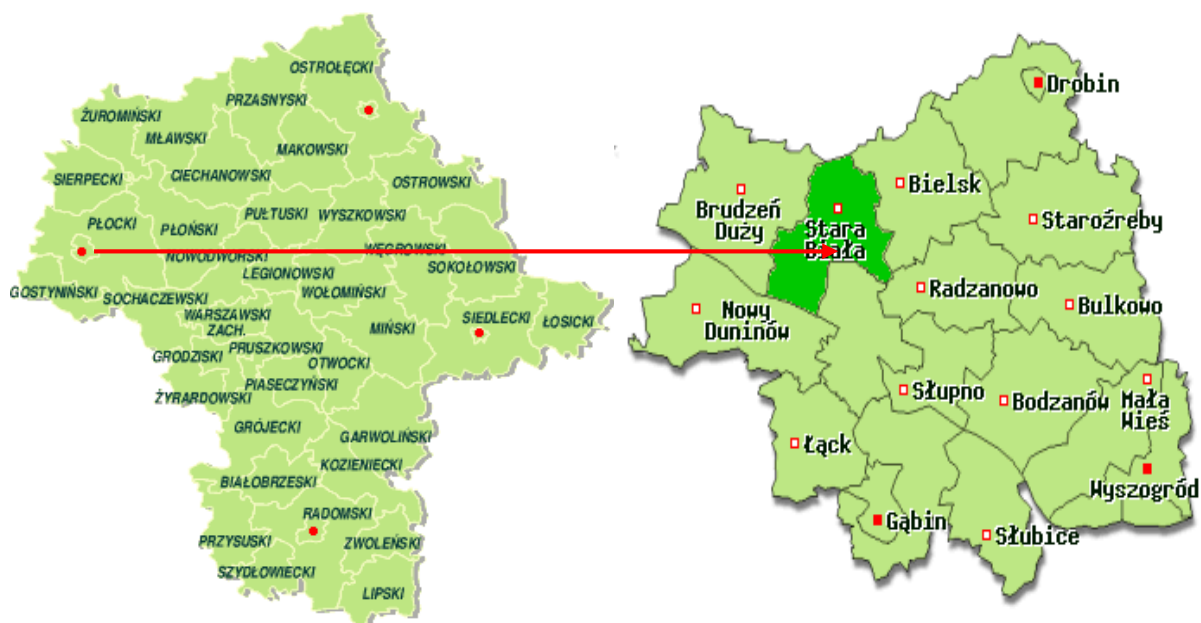 OSTROŁĘCKI
PRZASNYSKI
ŻUROMIŃSKI
MŁAWSKI
MAKOWSKI
CIECHANOWSKI
SIERPECKI
OSTROWSKI
PŁOCKI
PŁOŃSKI
PUŁTUSKI
WYSZKOWSKI
NOWODWORSKI
WĘGROWSKI
LEGIONOWSKI
SOKOŁOWSKI
GOSTYNIŃSKI
SOCHACZEWSKI
WOŁOMIŃSKI
WARSZAWSKI
ZACH.
MIŃSKI
SIEDLECKI
ŁOSICKI
GRODZISKI
PRUSZKOWSKI
OTWOCKI
PIASECZYŃSKI
ŻYRARDOWSKI
GRÓJECKI
GARWOLIŃSKI
KOZIENICKI
BIAŁOBRZESKI
RADOMSKI
PRZYSUSKI
ZWOLEŃSKI
SZYDŁOWIECKI
LIPSKI
Drobin
Bielsk
Brudzeń
Duży
Stara
Biała
Staroźreby
Radzanowo
Bulkowo
Nowy
Duninów
Słupno
Bodzanów
Mała
Wieś
Łąck
Wyszogród
Gąbin
Słubice